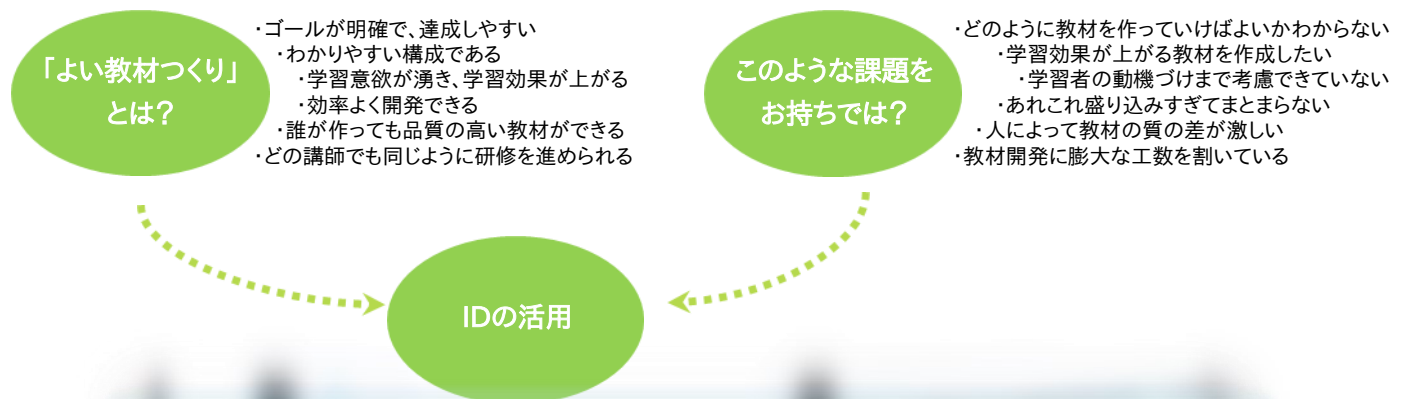 「よい教材つくり」
とは?
・ゴールが明確で、達成しやすい
・わかりやすい構成である
・学習意欲が湧き、学習効果が上がる
・効率よく開発できる
・誰が作っても品質の高い教材ができる
・どの講師でも同じように研修を進められる
このような課題を
お持ちでは?
・どのように教材を作っていけばよいかわからない
・学習効果が上がる教材を作成したい
・学習者の動機づけまで考慮できていない
・あれこれ盛り込みすぎてまとまらない
・人によって教材の質の差が激しい
・教材開発に膨大な工数を割いている
IDの活用